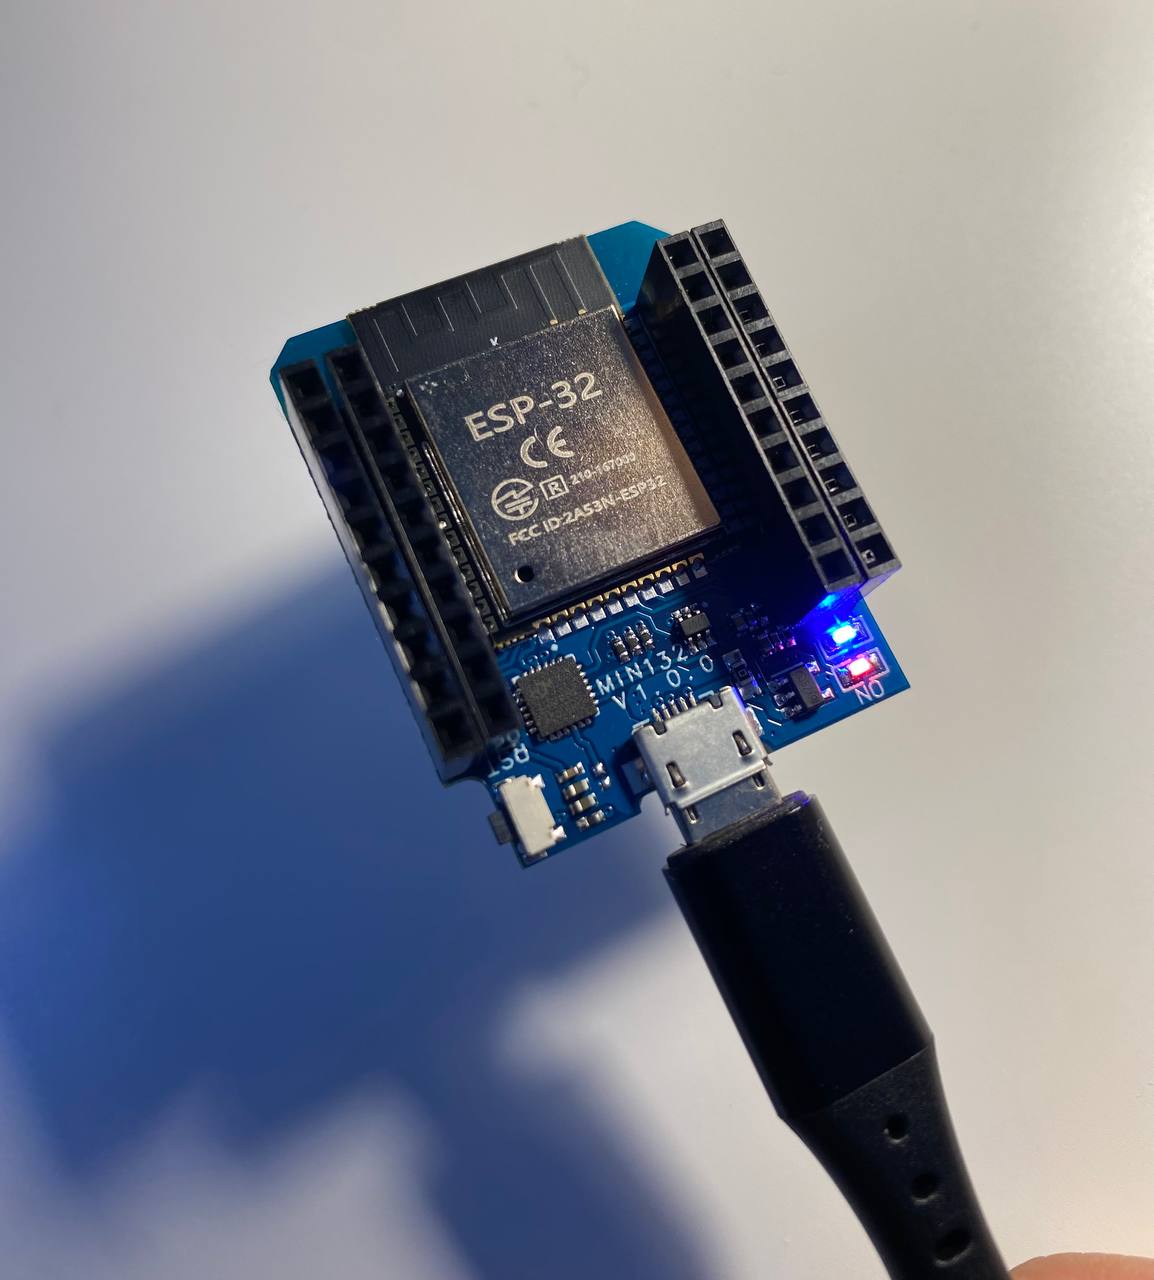 ESP-32
CE
R
FCC ID:2A53N-ESP32
MINI32
V1.0.0
ON
RST